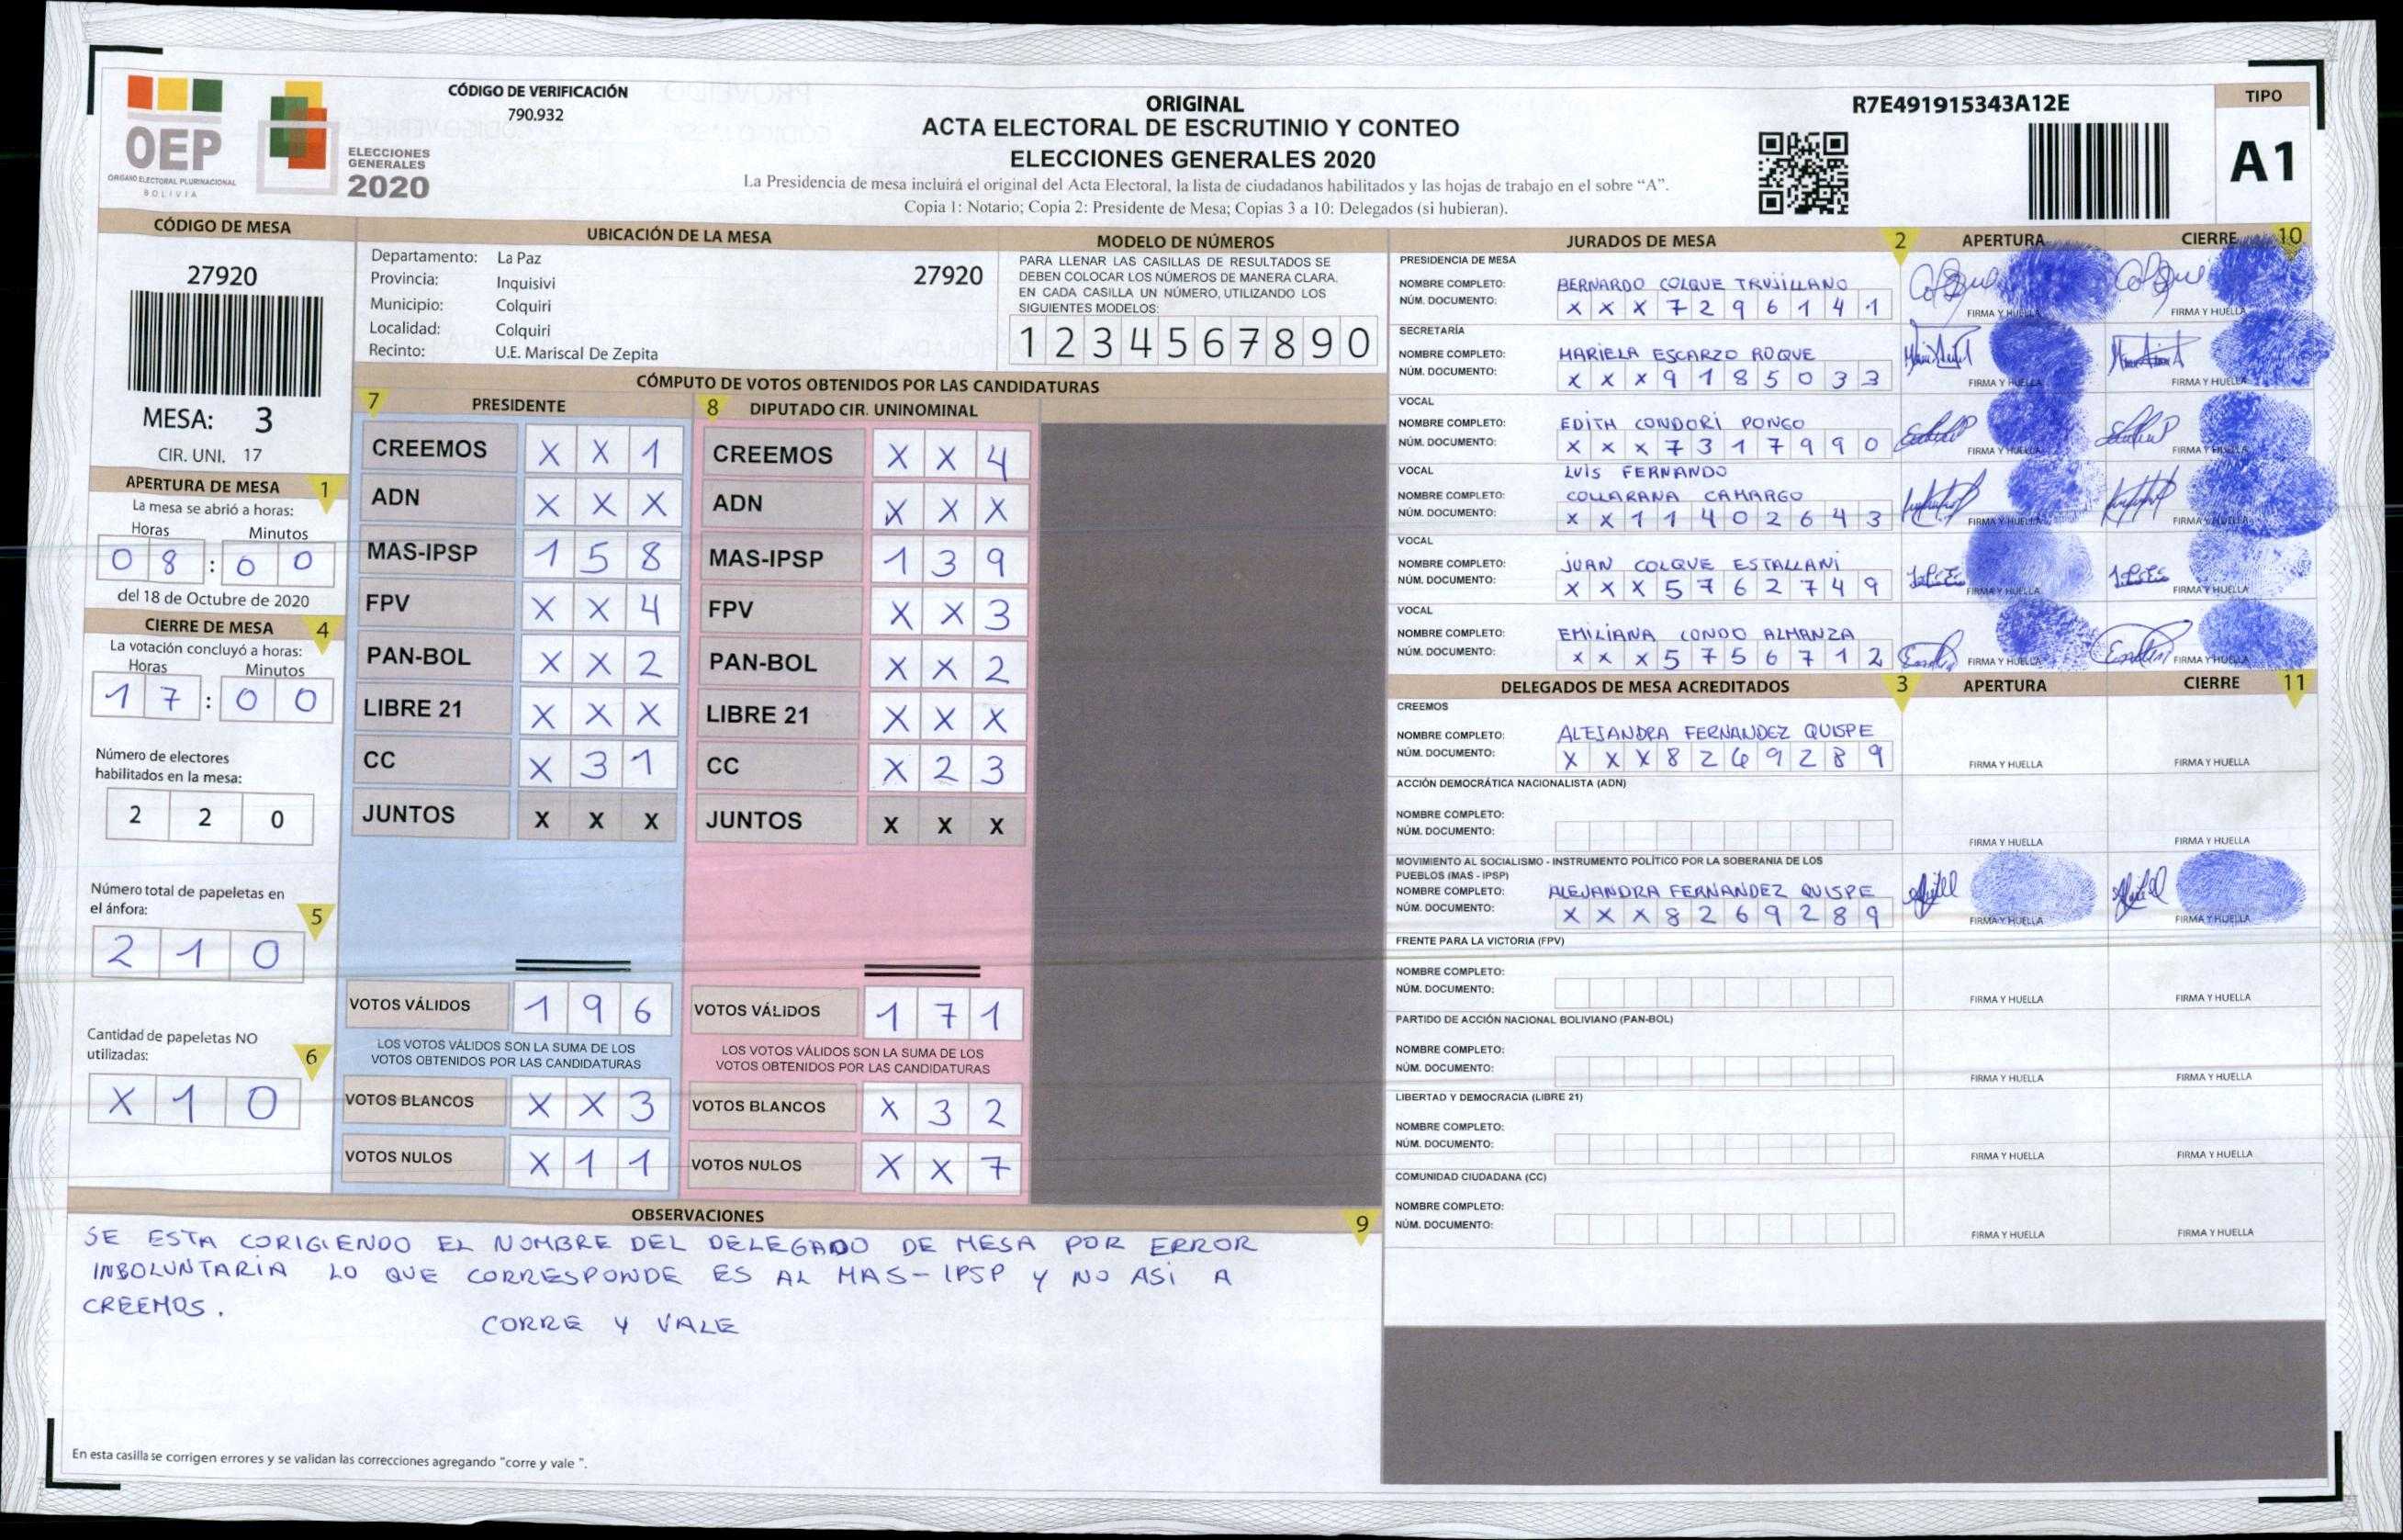 OEP
ORGANO ELECTORAL PLURINACIONAL
BOLIVIA
ELECCIONES
GENERALES
2020
CÓDIGO DE VERIFICACIÓN
790.932
ORIGINAL
ACTA ELECTORAL DE ESCRUTINIO Y CONTEO
ELECCIONES GENERALES 2020
La Presidencia de mesa incluirá el original del Acta Electoral, la lista de ciudadanos habilitados y las hojas de trabajo en el sobre “A”.
Copia 1: Notario; Copia 2: Presidente de Mesa; Copias 3 a 10: Delegados (si hubieran).
R7E491915343A12E
TIPO
A1
CÓDIGO DE MESA
27920
MESA: 3
CIR. UNI. 17
APERTURA DE MESA 1
La mesa se abrió a horas:
Horas Minutos
0 8 : 0 0
del 18 de Octubre de 2020
CIERRE DE MESA 4
La votación concluyó a horas:
Horas Minutos
1 7 : 0 0
Número de electores
habilitados en la mesa:
2 2 0
Número total de papeletas en
el ánfora: 5
2 1 0
Cantidad de papeletas NO
utilizadas: 6
X 1 0
UBICACIÓN DE LA MESA
Departamento: La Paz 27920
Provincia: Inquisivi
Municipio: Colquiri
Localidad: Colquiri
Recinto: U.E. Mariscal De Zepita
MODELO DE NÚMEROS
PARA LLENAR LAS CASILLAS DE RESULTADOS SE
DEBEN COLOCAR LOS NÚMEROS DE MANERA CLARA.
EN CADA CASILLA UN NÚMERO, UTILIZANDO LOS
SIGUIENTES MODELOS:
1 2 3 4 5 6 7 8 9 0
CÓMPUTO DE VOTOS OBTENIDOS POR LAS CANDIDATURAS
7 PRESIDENTE
CREEMOS X X 1
ADN X X X
MAS-IPSP 1 5 8
FPV X X 4
PAN-BOL X X 2
LIBRE 21 X X X
CC X 3 1
JUNTOS X X X
VOTOS VÁLIDOS 1 9 6
LOS VOTOS VÁLIDOS SON LA SUMA DE LOS
VOTOS OBTENIDOS POR LAS CANDIDATURAS
VOTOS BLANCOS X X 3
VOTOS NULOS X 1 1
8 DIPUTADO CIR. UNINOMINAL
CREEMOS X X 4
ADN X X X
MAS-IPSP 1 3 9
FPV X X 3
PAN-BOL X X 2
LIBRE 21 X X X
CC X 2 3
JUNTOS X X X
VOTOS VÁLIDOS 1 7 1
LOS VOTOS VÁLIDOS SON LA SUMA DE LOS
VOTOS OBTENIDOS POR LAS CANDIDATURAS
VOTOS BLANCOS X 3 2
VOTOS NULOS X X 7
OBSERVACIONES 9
SE ESTA CORIGIENDO EL NOMBRE DEL DELEGADO DE MESA POR ERROR
INBOLUNTARIA LO QUE CORRESPONDE ES AL MAS-IPSP Y NO ASI A
CREEMOS.
CORRE Y VALE
En esta casilla se corrigen errores y se validan las correcciones agregando "corre y vale ".
JURADOS DE MESA 2 APERTURA CIERRE 10
PRESIDENCIA DE MESA
NOMBRE COMPLETO: BERNARDO COLQUE TRUJILLANO
NÚM. DOCUMENTO: X X X 7 2 9 6 1 4 1
FIRMA Y HUELLA FIRMA Y HUELLA
SECRETARÍA
NOMBRE COMPLETO: MARIELA ESCARZO ROQUE
NÚM. DOCUMENTO: X X X 9 1 8 5 0 3 3
FIRMA Y HUELLA FIRMA Y HUELLA
VOCAL
NOMBRE COMPLETO: EDITH CONDORI PONGO
NÚM. DOCUMENTO: X X X 7 3 1 7 9 9 0
FIRMA Y HUELLA FIRMA Y HUELLA
VOCAL LUIS FERNANDO
NOMBRE COMPLETO: COLLARANA CAMARGO
NÚM. DOCUMENTO: X X 1 1 4 0 2 6 4 3
FIRMA Y HUELLA FIRMA Y HUELLA
VOCAL
NOMBRE COMPLETO: JUAN COLQUE ESTALLANI
NÚM. DOCUMENTO: X X X 5 7 6 2 7 4 9
FIRMA Y HUELLA FIRMA Y HUELLA
VOCAL
NOMBRE COMPLETO: EMILIANA CONDO ALMANZA
NÚM. DOCUMENTO: X X X 5 7 5 6 7 1 2
FIRMA Y HUELLA FIRMA Y HUELLA
DELEGADOS DE MESA ACREDITADOS 3 APERTURA CIERRE 11
CREEMOS
NOMBRE COMPLETO: ALEJANDRA FERNANDEZ QUISPE
NÚM. DOCUMENTO: X X X 8 2 6 9 2 8 9
FIRMA Y HUELLA FIRMA Y HUELLA
ACCIÓN DEMOCRÁTICA NACIONALISTA (ADN)
NOMBRE COMPLETO:
NÚM. DOCUMENTO:
FIRMA Y HUELLA FIRMA Y HUELLA
MOVIMIENTO AL SOCIALISMO - INSTRUMENTO POLÍTICO POR LA SOBERANIA DE LOS
PUEBLOS (MAS - IPSP)
NOMBRE COMPLETO: ALEJANDRA FERNANDEZ QUISPE
NÚM. DOCUMENTO: X X X 8 2 6 9 2 8 9
FIRMA Y HUELLA FIRMA Y HUELLA
FRENTE PARA LA VICTORIA (FPV)
NOMBRE COMPLETO:
NÚM. DOCUMENTO:
FIRMA Y HUELLA FIRMA Y HUELLA
PARTIDO DE ACCIÓN NACIONAL BOLIVIANO (PAN-BOL)
NOMBRE COMPLETO:
NÚM. DOCUMENTO:
FIRMA Y HUELLA FIRMA Y HUELLA
LIBERTAD Y DEMOCRACIA (LIBRE 21)
NOMBRE COMPLETO:
NÚM. DOCUMENTO:
FIRMA Y HUELLA FIRMA Y HUELLA
COMUNIDAD CIUDADANA (CC)
NOMBRE COMPLETO:
NÚM. DOCUMENTO:
FIRMA Y HUELLA FIRMA Y HUELLA